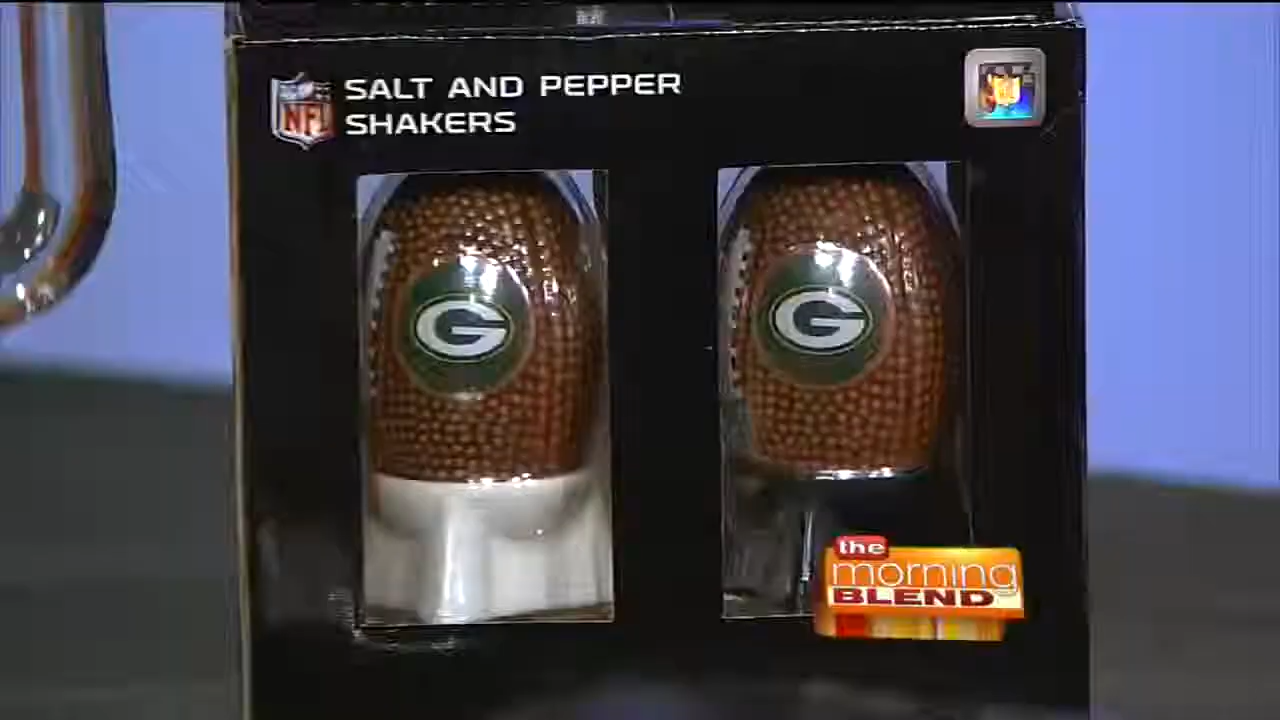 NFL
SALT AND PEPPER
SHAKERS
G
G
the
morning
BLEND